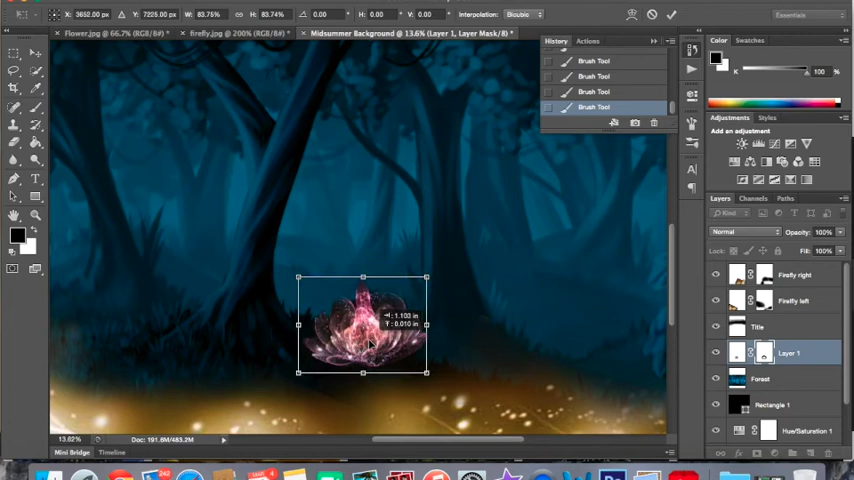 X: 3652.00 px Y: 7225.00 px W: 83.75% H: 83.74% 0.00 ° H: 0.00 ° V: 0.00 ° Interpolation: Bicubic Essentials
Flower.jpg @ 66.7% (RGB/8#) * firefly.jpg @ 200% (RGB/8#) * Midsummer Background @ 13.6% (Layer 1, Layer Mask/8) *
History Actions
Brush Tool
Brush Tool
Brush Tool
Brush Tool
Color Swatches
K 100 %
Adjustments Styles
Add an adjustment
Layers Channels Paths
Kind
Normal Opacity: 100%
Lock: Fill: 100%
Firefly right
Firefly left
Title
Layer 1
Forest
Rectangle 1
Hue/Saturation 1
: 1.103 in
: 0.010 in
13.62% Doc: 191.6M/483.2M
Mini Bridge Timeline